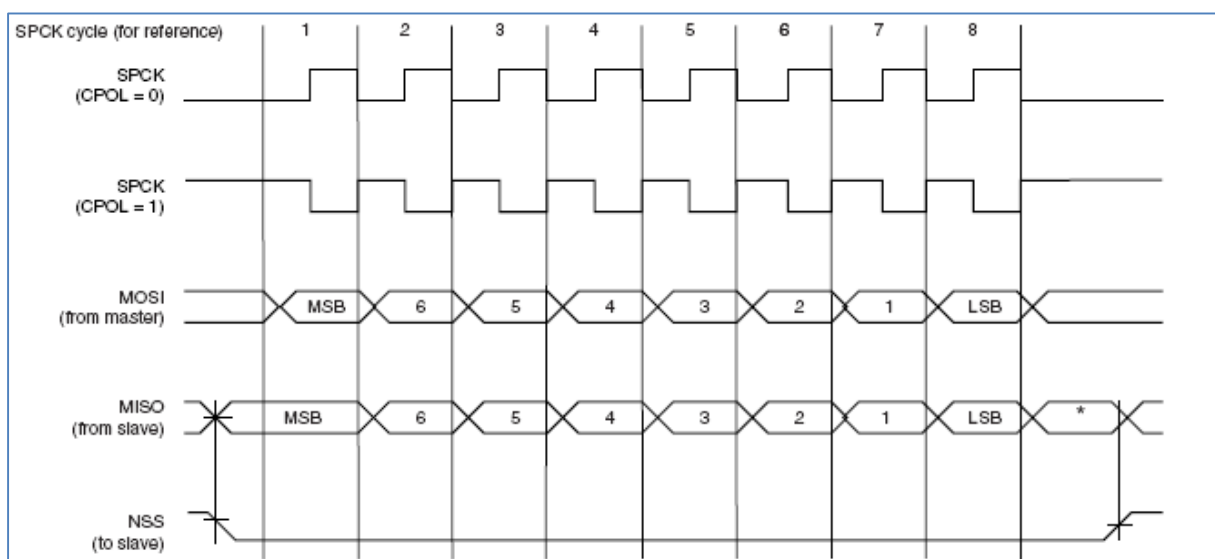 SPCK cycle (for reference) 1 2 3 4 5 6 7 8
SPCK
(CPOL = 0)
SPCK
(CPOL = 1)
MOSI
(from master)
MSB 6 5 4 3 2 1 LSB
MISO
(from slave)
MSB 6 5 4 3 2 1 LSB *
NSS
(to slave)